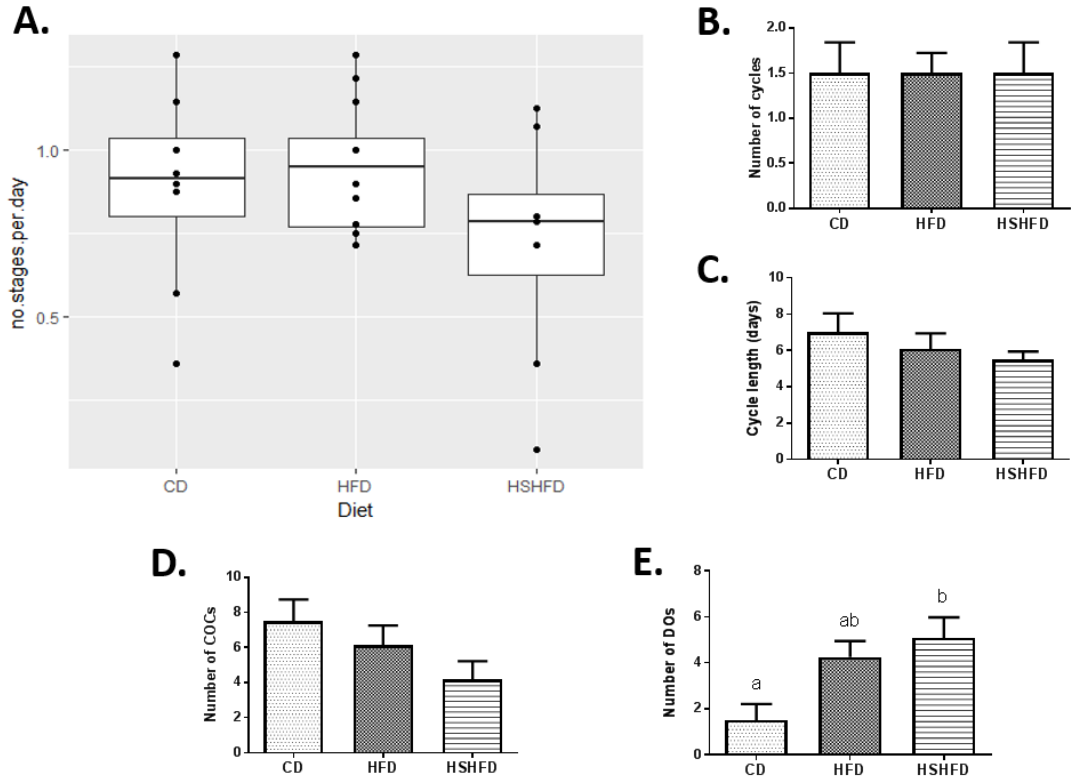 A.
no.stages.per.day
1.0
0.5
CD HFD HSHFD
Diet
B.
Number of cycles
2.0
1.5
1.0
0.5
0.0
CD HFD HSHFD
C.
Cycle length (days)
10
8
6
4
2
0
CD HFD HSHFD
D.
Number of COCs
10
8
6
4
2
0
CD HFD HSHFD
E.
Number of DOs
8
6
4
2
0
a ab b
CD HFD HSHFD